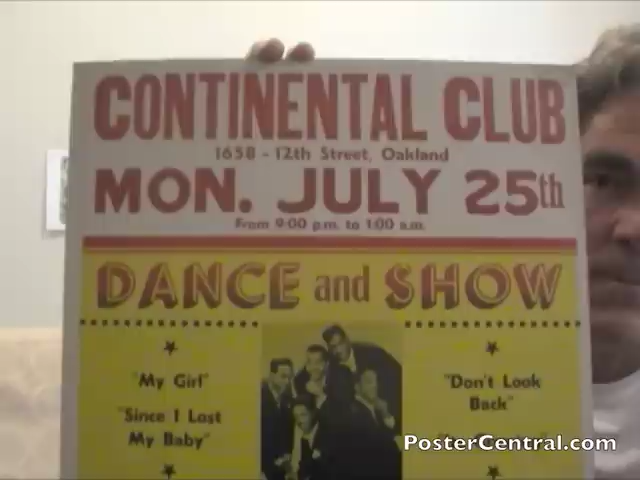 CONTINENTAL CLUB
1658 - 12th Street, Oakland
MON. JULY 25th
From 9:00 p.m. to 1:00 a.m.
DANCE and SHOW
"My Girl"
"Since I Lost
My Baby"
"Don't Look
Back"
PosterCentral.com